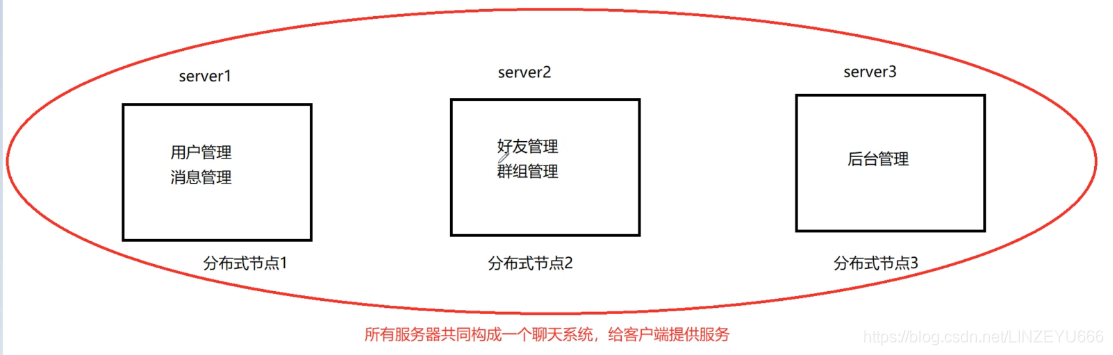 server1
server2
server3
用户管理
消息管理
好友管理
群组管理
后台管理
分布式节点1
分布式节点2
分布式节点3
所有服务器共同构成一个聊天系统，给客户端提供服务
https://blog.csdn.net/LINZEYU666